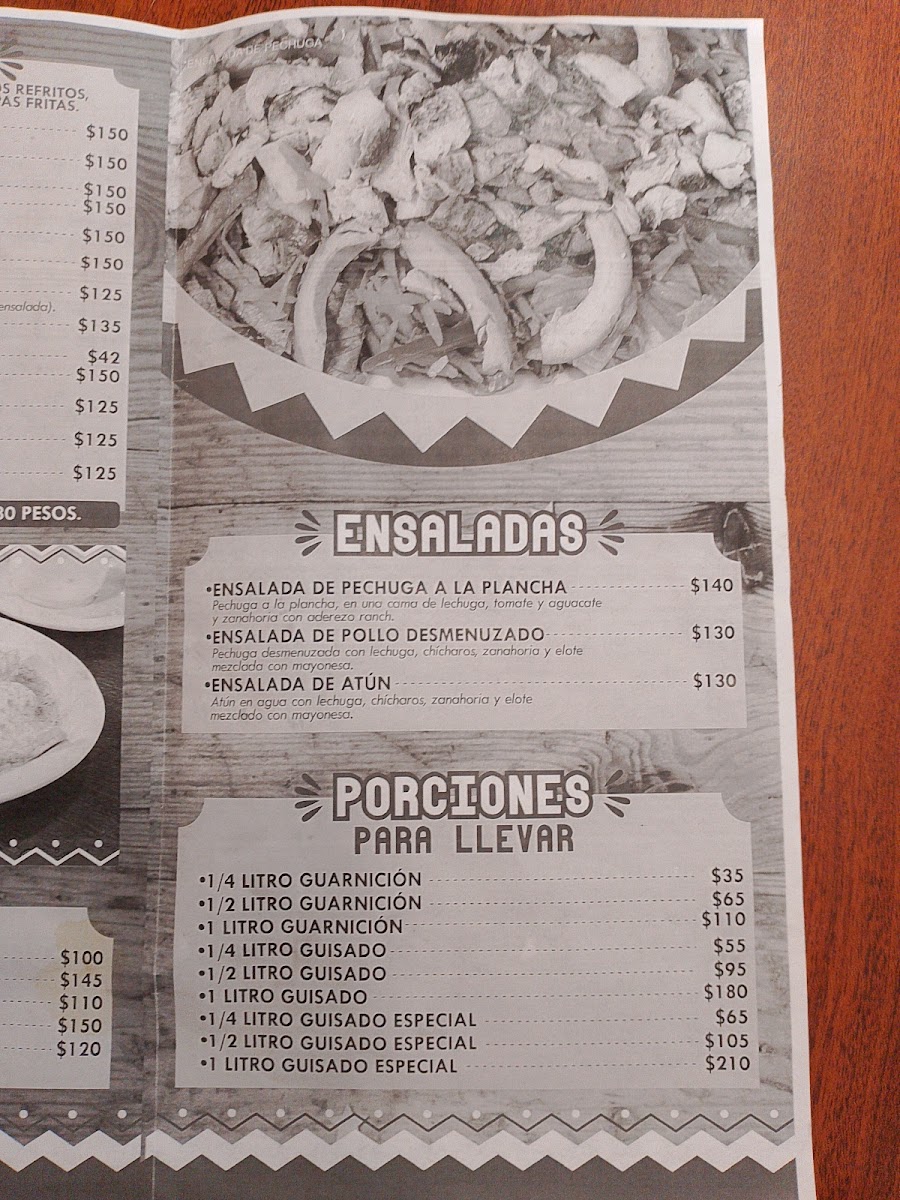 OS REFRITOS,
PAS FRITAS.
$150
$150
$150
$150
$150
$150
$125
ensalada).
$135
$42
$150
$125
$125
$125
30 PESOS.
$100
$145
$110
$150
$120
ENSALADA DE PECHUGA
ENSALADAS
•ENSALADA DE PECHUGA A LA PLANCHA $140
Pechuga a la plancha, en una cama de lechuga, tomate y aguacate
y zanahoria con aderezo ranch.
•ENSALADA DE POLLO DESMENUZADO $130
Pechuga desmenuzada con lechuga, chícharos, zanahoria y elote
mezclada con mayonesa.
•ENSALADA DE ATÚN $130
Atún en agua con lechuga, chícharos, zanahoria y elote
mezclado con mayonesa.
PORCIONES
PARA LLEVAR
•1/4 LITRO GUARNICIÓN $35
•1/2 LITRO GUARNICIÓN $65
•1 LITRO GUARNICIÓN $110
•1/4 LITRO GUISADO $55
•1/2 LITRO GUISADO $95
•1 LITRO GUISADO $180
•1/4 LITRO GUISADO ESPECIAL $65
•1/2 LITRO GUISADO ESPECIAL $105
•1 LITRO GUISADO ESPECIAL $210